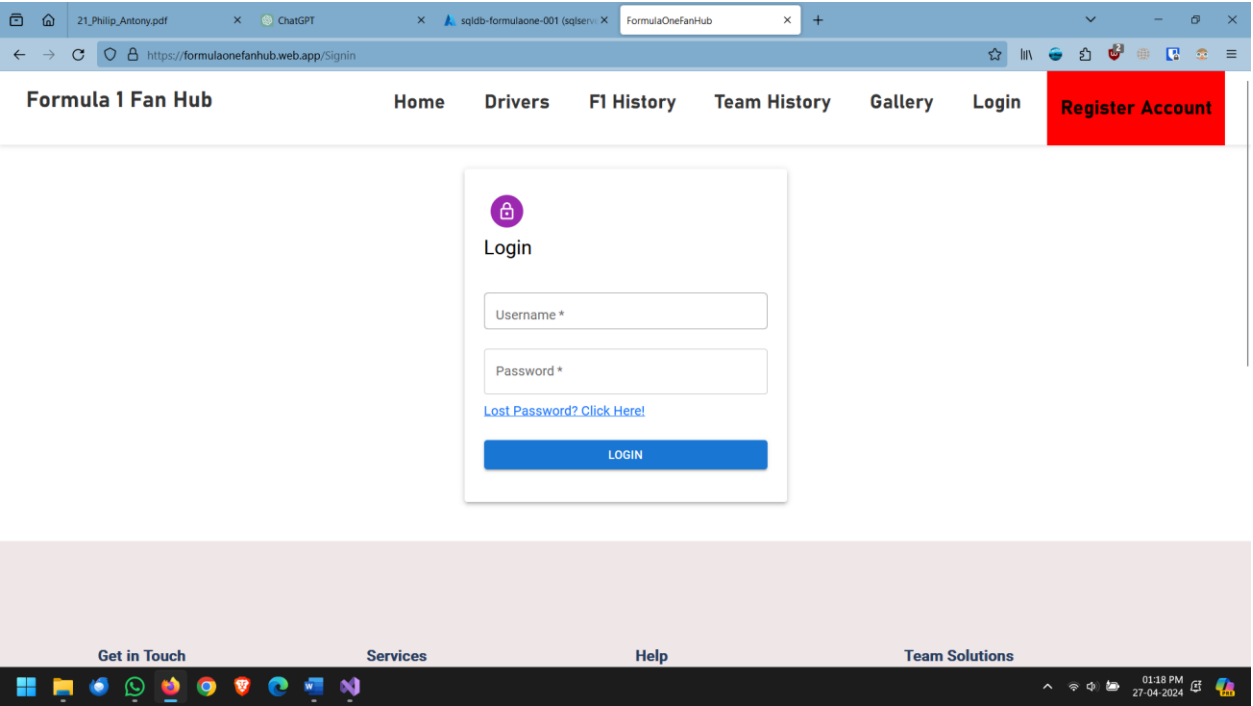 21_Philip_Antony.pdf ChatGPT sqldb-formulaone-001 (sqlserv FormulaOneFanHub
https://formulaonefanhub.web.app/Signin
Formula 1 Fan Hub Home Drivers F1 History Team History Gallery Login Register Account
Login
Username *
Password *
Lost Password? Click Here!
LOGIN
Get in Touch Services Help Team Solutions
01:18 PM
27-04-2024